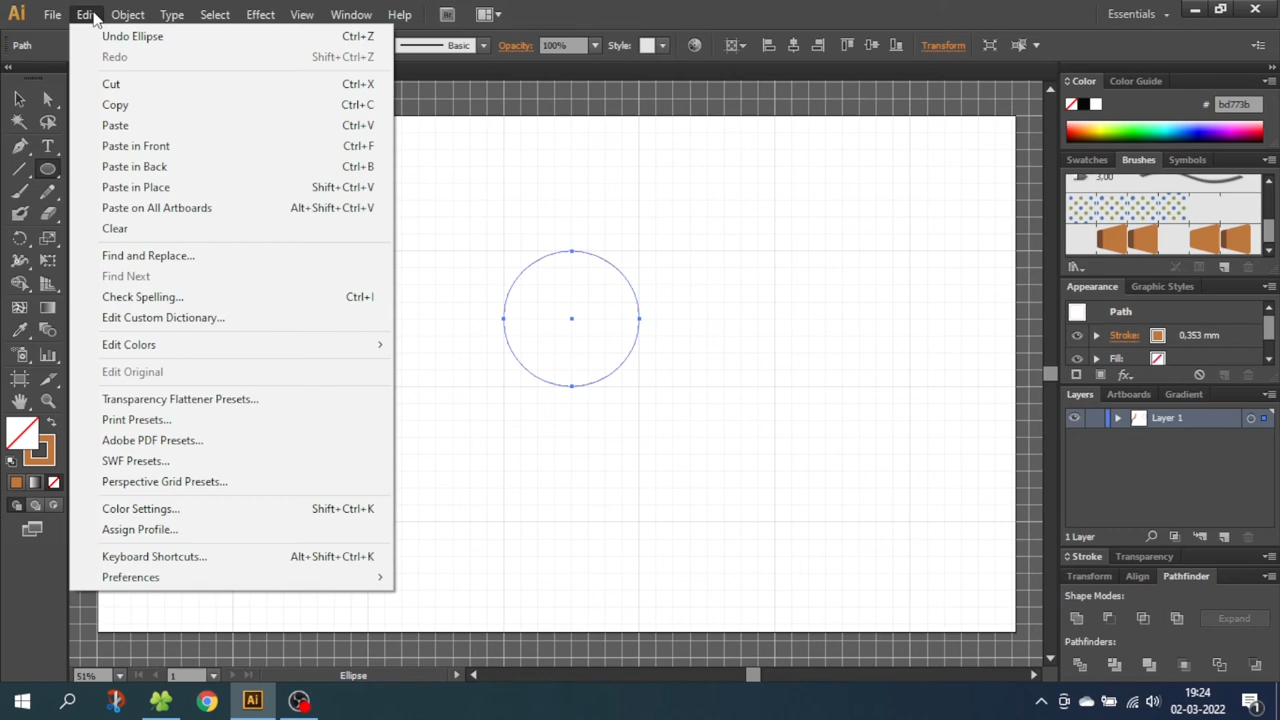 Ai File Edit Object Type Select Effect View Window Help Br Essentials
Path Basic Opacity: 100% Style: Transform
Undo Ellipse Ctrl+Z
Redo Shift+Ctrl+Z
Cut Ctrl+X
Copy Ctrl+C
Paste Ctrl+V
Paste in Front Ctrl+F
Paste in Back Ctrl+B
Paste in Place Shift+Ctrl+V
Paste on All Artboards Alt+Shift+Ctrl+V
Clear
Find and Replace...
Find Next
Check Spelling... Ctrl+I
Edit Custom Dictionary...
Edit Colors
Edit Original
Transparency Flattener Presets...
Print Presets...
Adobe PDF Presets...
SWF Presets...
Perspective Grid Presets...
Color Settings... Shift+Ctrl+K
Assign Profile...
Keyboard Shortcuts... Alt+Shift+Ctrl+K
Preferences
Color Color Guide
# bd773b
Swatches Brushes Symbols
3,00
Appearance Graphic Styles
Path
Stroke: 0,353 mm
Fill:
fx
Layers Artboards Gradient
Layer 1
1 Layer
Stroke Transparency
Transform Align Pathfinder
Shape Modes:
Expand
Pathfinders:
51% 1 Ellipse
Ai
19:24
02-03-2022
1